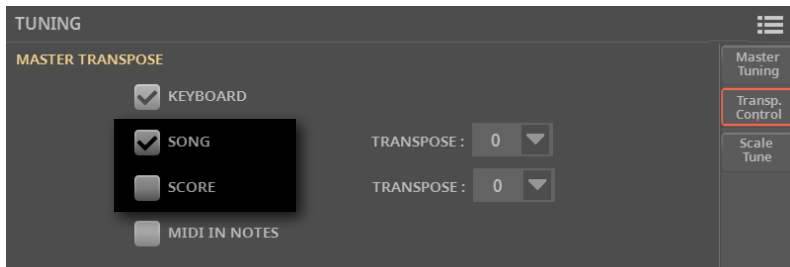 TUNING
MASTER TRANSPOSE
KEYBOARD
SONG TRANSPOSE : 0
SCORE TRANSPOSE : 0
MIDI IN NOTES
Master
Tuning
Transp.
Control
Scale
Tune